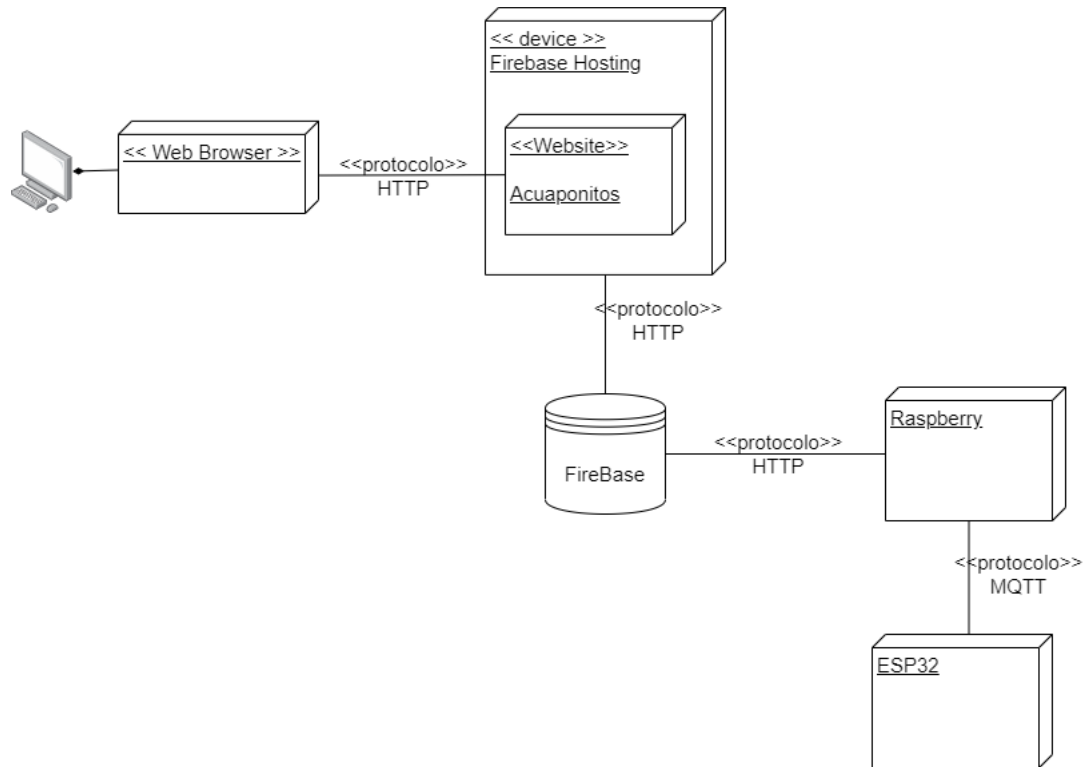 << device >>
Firebase Hosting
<< Web Browser >>
<<protocolo>>
HTTP
<<Website>>
Acuaponitos
<<protocolo>>
HTTP
FireBase
<<protocolo>>
HTTP
Raspberry
<<protocolo>>
MQTT
ESP32